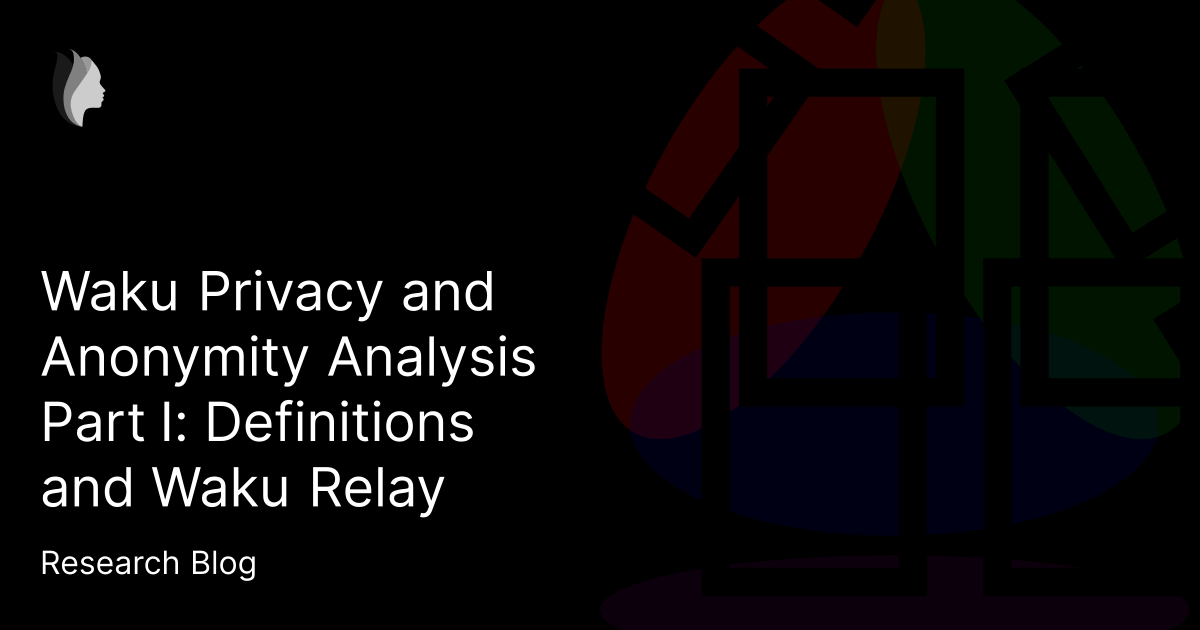 Waku Privacy and
Anonymity Analysis
Part I: Definitions
and Waku Relay
Research Blog